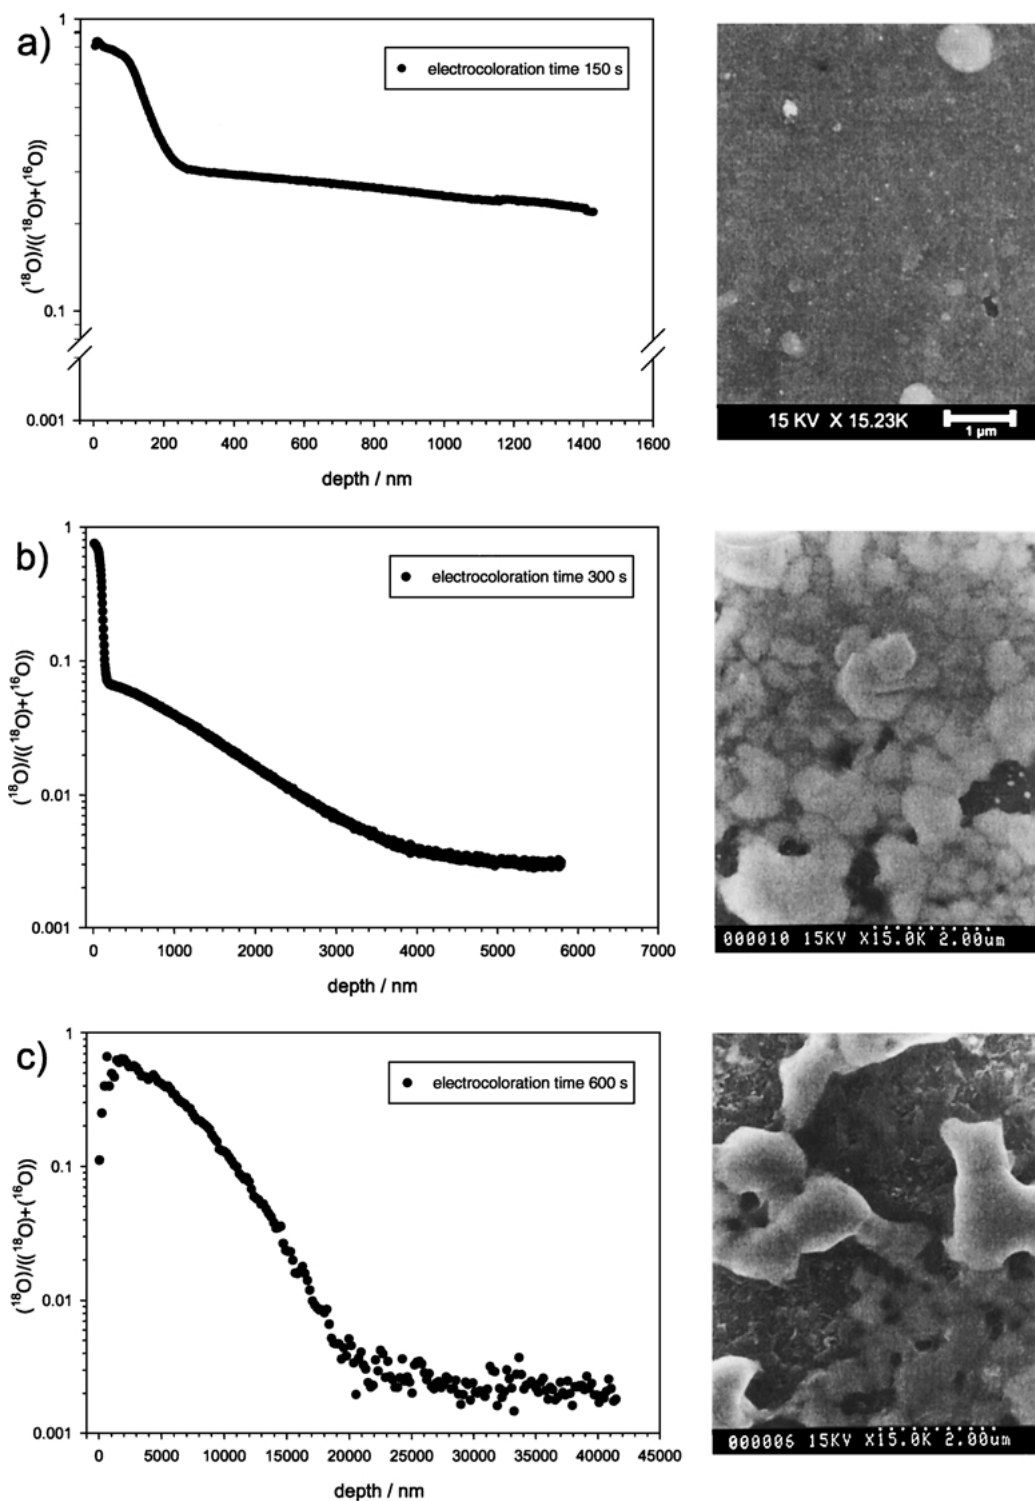 a)
1
0.1
0.001
(18O)/((18O)+(16O))
● electrocoloration time 150 s
0 200 400 600 800 1000 1200 1400 1600
depth / nm
15 KV X 15.23K 1 µm
b)
1
0.1
0.01
0.001
(18O)/((18O)+(16O))
● electrocoloration time 300 s
0 1000 2000 3000 4000 5000 6000 7000
depth / nm
000010 15KV X15.0K 2.00um
c)
1
0.1
0.01
0.001
(18O)/((18O)+(16O))
● electrocoloration time 600 s
0 5000 10000 15000 20000 25000 30000 35000 40000 45000
depth / nm
000006 15KV X15.0K 2.00um